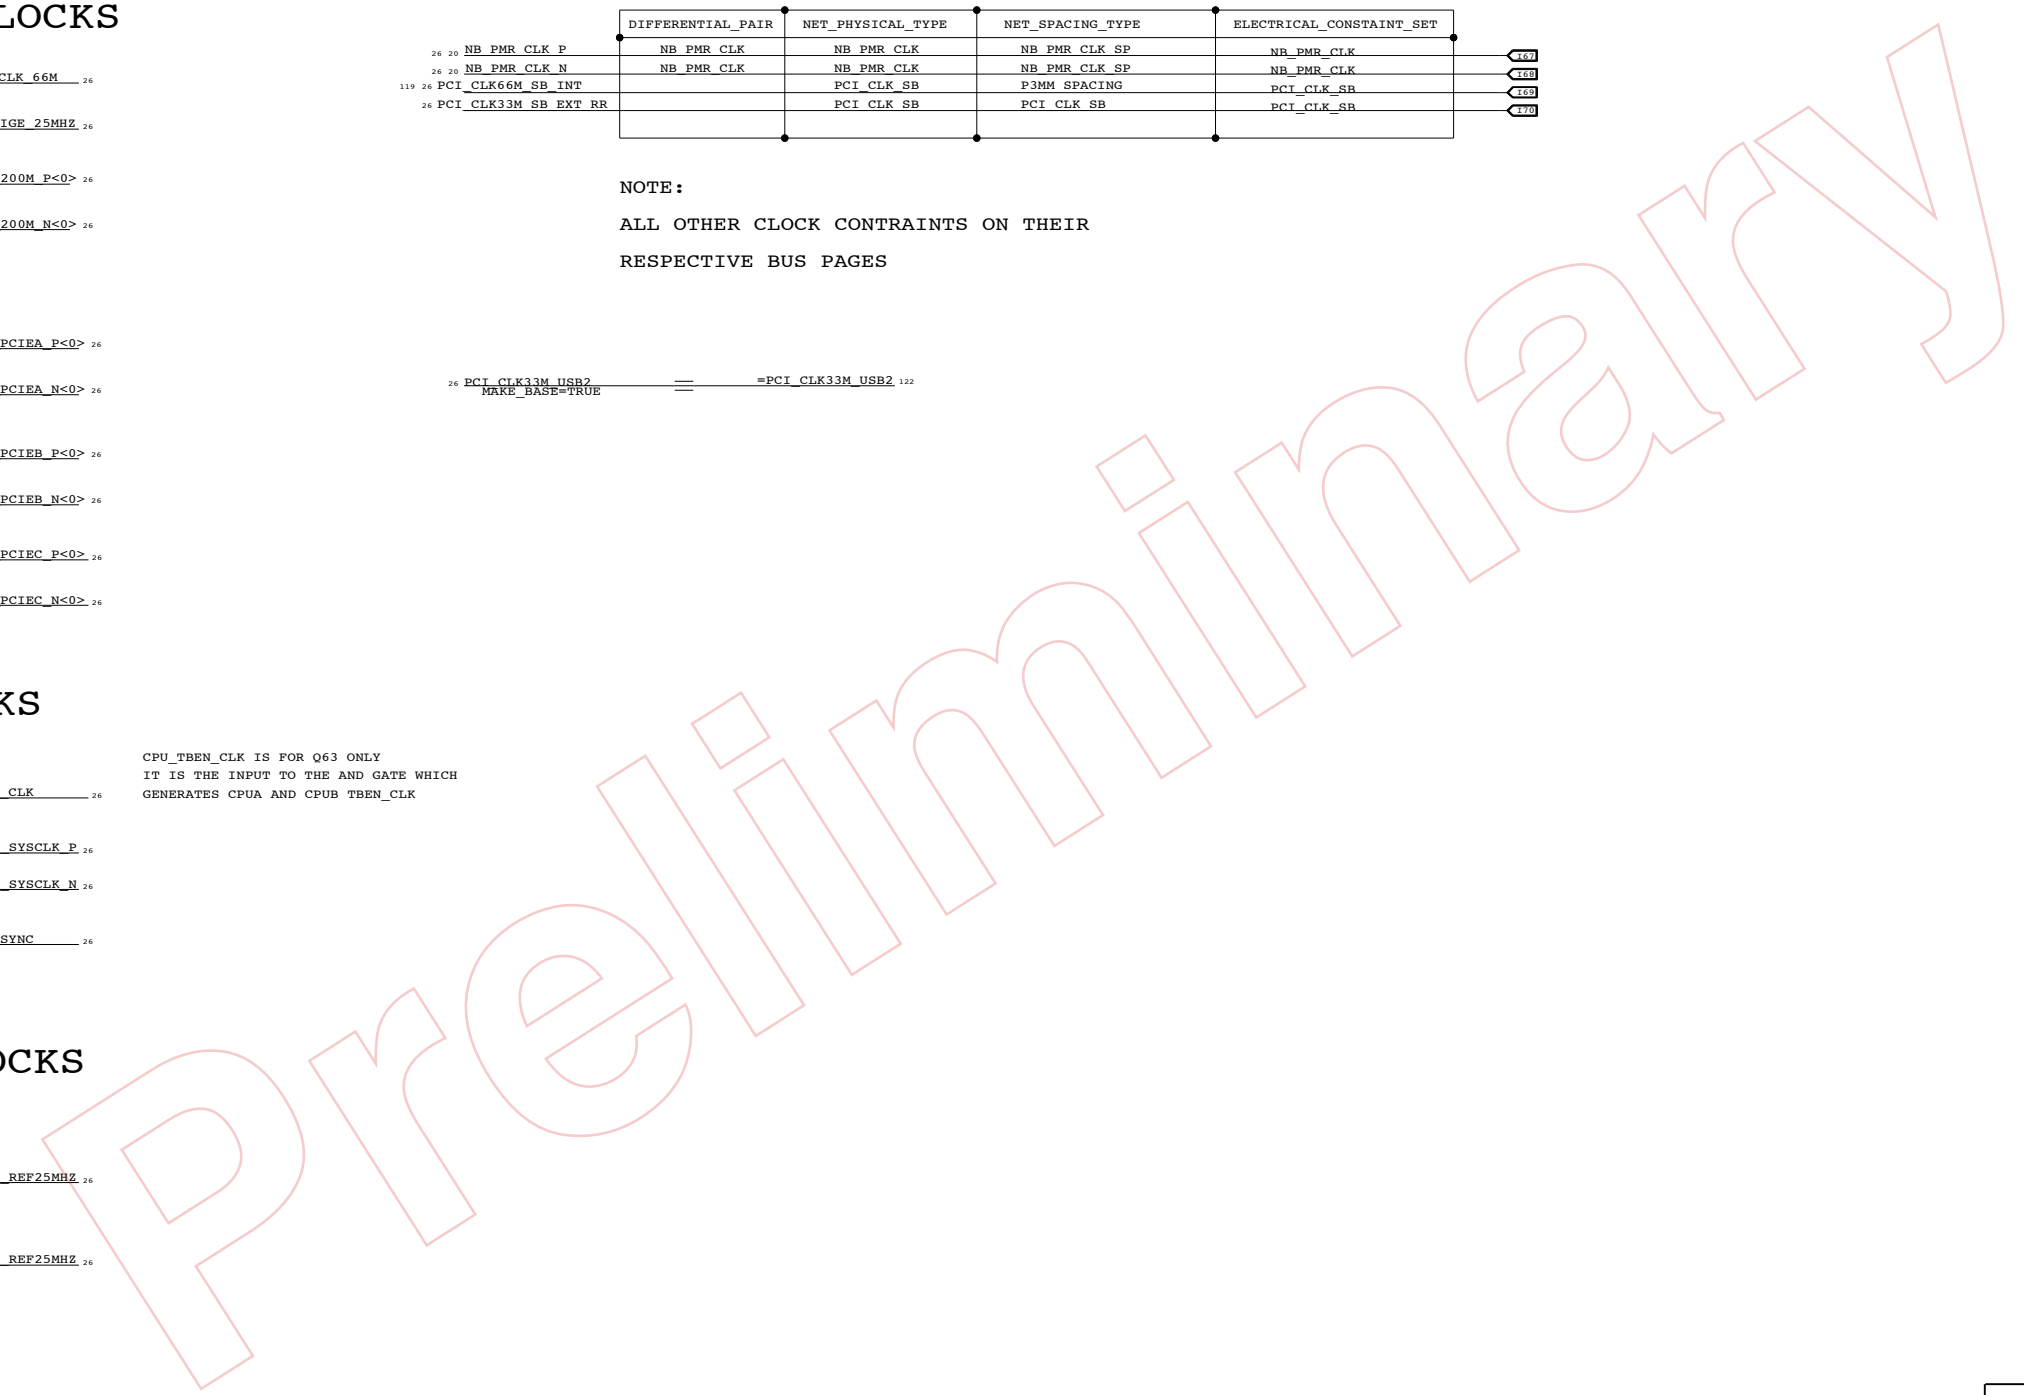 LOCKS
CLK_66M 26
IGE_25MHZ 26
200M_P<0> 26
200M_N<0> 26
PCIEA_P<0> 26
PCIEA_N<0> 26
PCIEB_P<0> 26
PCIEB_N<0> 26
PCIEC_P<0> 26
PCIEC_N<0> 26
DIFFERENTIAL_PAIR NET_PHYSICAL_TYPE NET_SPACING_TYPE ELECTRICAL_CONSTAINT_SET
26 20 NB_PMR_CLK_P NB_PMR_CLK NB_PMR_CLK NB_PMR_CLK_SP NB_PMR_CLK I67
26 20 NB_PMR_CLK_N NB_PMR_CLK NB_PMR_CLK NB_PMR_CLK_SP NB_PMR_CLK I68
119 26 PCI_CLK66M_SB_INT PCI_CLK_SB P3MM SPACING PCI_CLK_SB I69
26 PCI_CLK33M_SB_EXT_RR PCI_CLK_SB PCI_CLK_SB PCI_CLK_SB I70
NOTE:
ALL OTHER CLOCK CONTRAINTS ON THEIR
RESPECTIVE BUS PAGES
26 PCI_CLK33M_USB2 =PCI_CLK33M_USB2 122
MAKE_BASE=TRUE
KS
CPU_TBEN_CLK IS FOR Q63 ONLY
IT IS THE INPUT TO THE AND GATE WHICH
GENERATES CPUA AND CPUB TBEN_CLK
_CLK 26
_SYSCLK_P 26
_SYSCLK_N 26
SYNC 26
OCKS
_REF25MHZ 26
_REF25MHZ 26
Preliminary